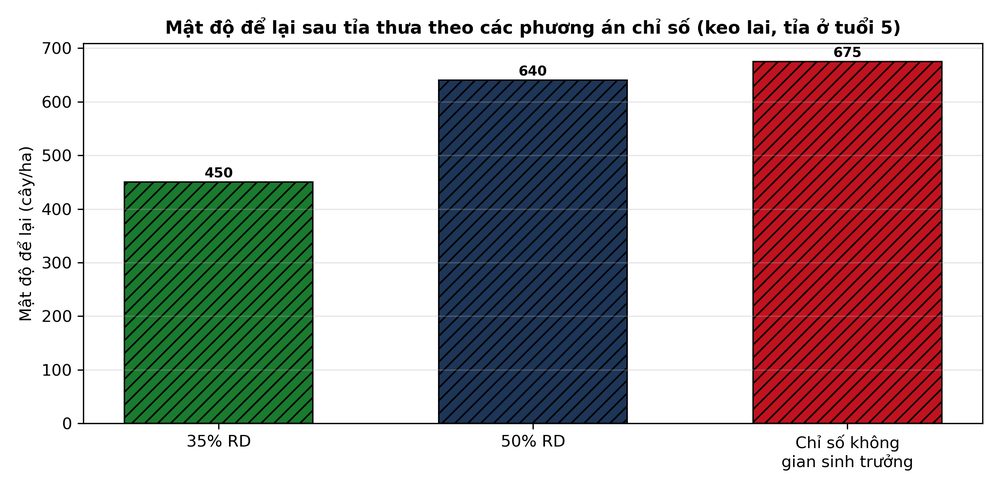 Mật độ để lại sau tỉa thưa theo các phương án chỉ số (keo lai, tỉa ở tuổi 5)
Mật độ để lại (cây/ha)
700
600
500
400
300
200
100
0
450
640
675
35% RD
50% RD
Chỉ số không
gian sinh trưởng